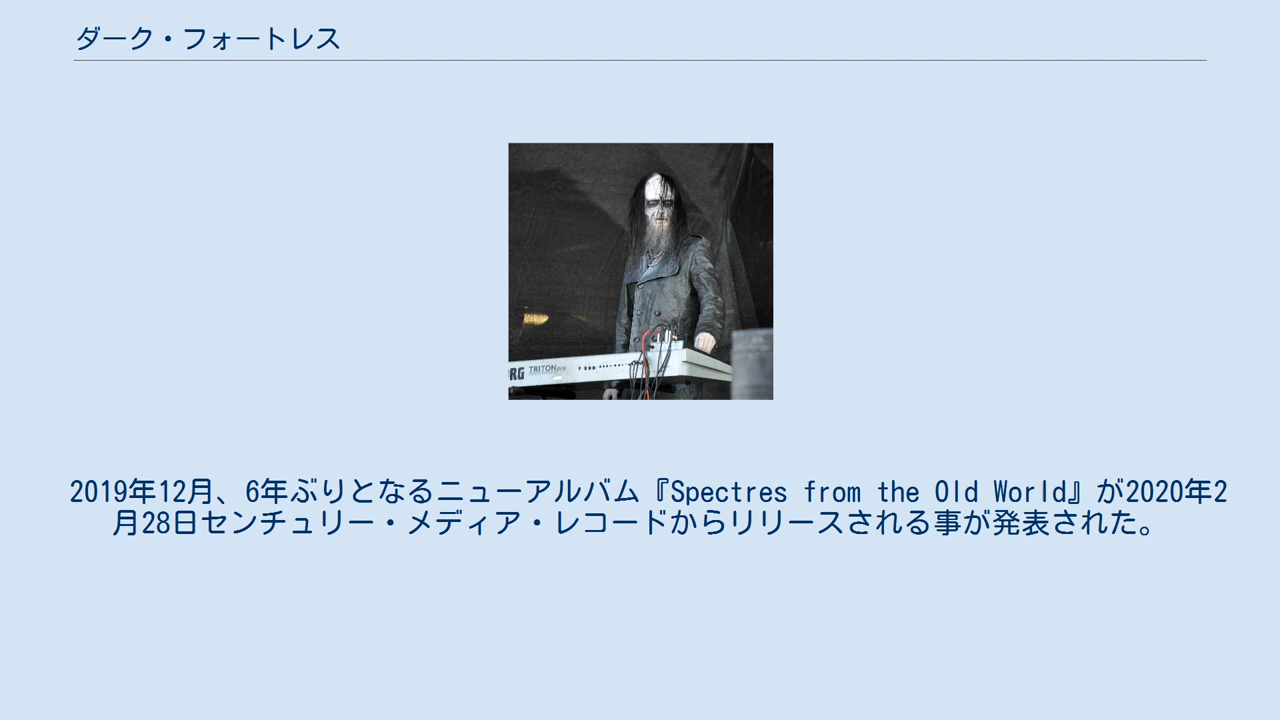 ダーク・フォートレス
RG TRITON pro
2019年12月、6年ぶりとなるニューアルバム『Spectres from the Old World』が2020年2
月28日センチュリー・メディア・レコードからリリースされる事が発表された。